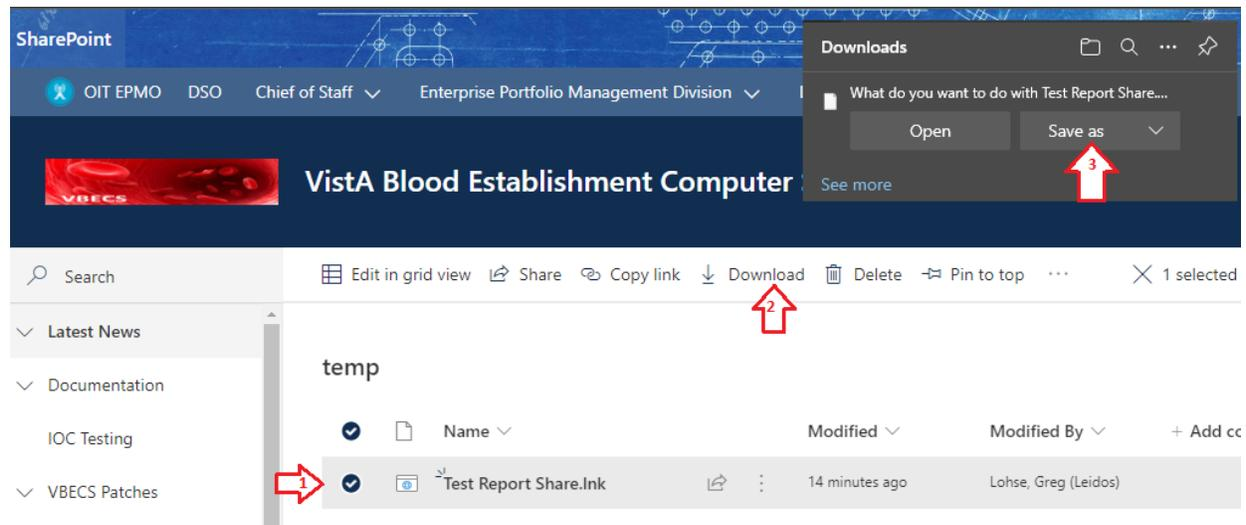 SharePoint
OIT EPMO DSO Chief of Staff Enterprise Portfolio Management Division
Downloads
What do you want to do with Test Report Share....
Open Save as
3
See more
VBECS
VistA Blood Establishment Computer
Search
Edit in grid view Share Copy link Download Delete Pin to top ... 1 selected
2
Latest News
Documentation
IOC Testing
VBECS Patches
temp
Name Modified Modified By + Add co
1 Test Report Share.lnk 14 minutes ago Lohse, Greg (Leidos)